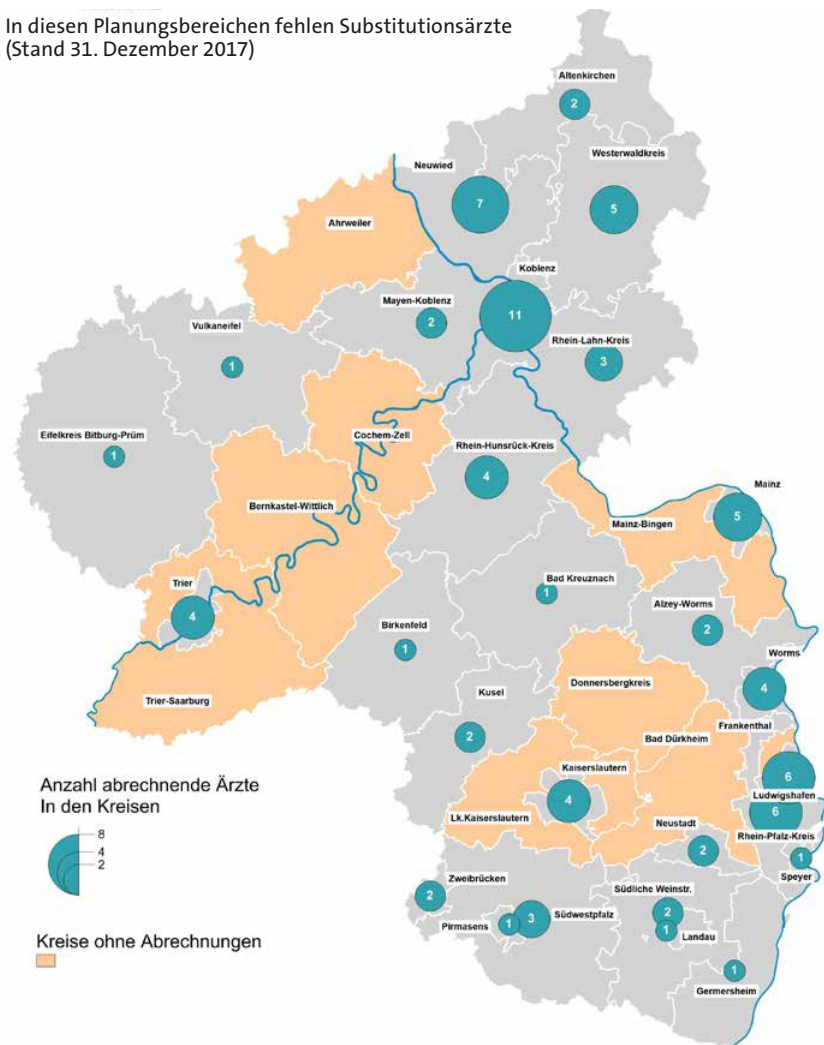 In diesen Planungsbereichen fehlen Substitutionsärzte
(Stand 31. Dezember 2017)
Altenkirchen
2
Westerwaldkreis
5
Neuwied
7
Ahrweiler
Koblenz
11
Mayen-Koblenz
2
Vulkaneifel
1
Rhein-Lahn-Kreis
3
Eifelkreis Bitburg-Prüm
1
Cochem-Zell
Rhein-Hunsrück-Kreis
4
Bernkastel-Wittlich
Mainz
5
Mainz-Bingen
Trier
4
Bad Kreuznach
1
Alzey-Worms
2
Birkenfeld
1
Worms
4
Trier-Saarburg
Donnersbergkreis
Kusel
2
Frankenthal
Bad Dürkheim
Kaiserslautern
4
6
Ludwigshafen
6
Lk.Kaiserslautern
Neustadt
2
Rhein-Pfalz-Kreis
1
Speyer
Zweibrücken
2
Südliche Weinstr.
2
Südwestpfalz
3
Pirmasens
1
1
Landau
1
Germersheim
Anzahl abrechnende Ärzte
In den Kreisen
8
4
2
Kreise ohne Abrechnungen